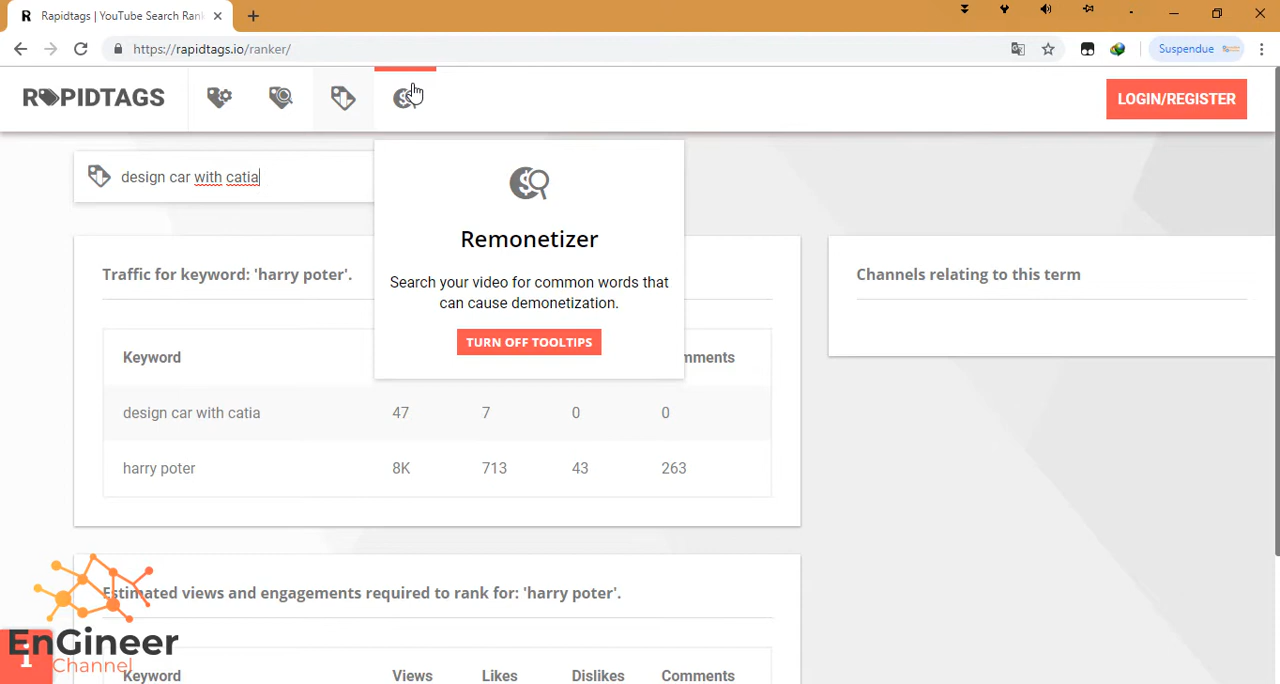 Rapidtags | YouTube Search Rank
https://rapidtags.io/ranker/
Suspendue
RAPIDTAGS
LOGIN/REGISTER
design car with catia
Remonetizer
Search your video for common words that
can cause demonetization.
TURN OFF TOOLTIPS
Traffic for keyword: 'harry poter'.
Channels relating to this term
Keyword mments
design car with catia 47 7 0 0
harry poter 8K 713 43 263
Estimated views and engagements required to rank for: 'harry poter'.
Keyword Views Likes Dislikes Comments
EnGineer
Channel